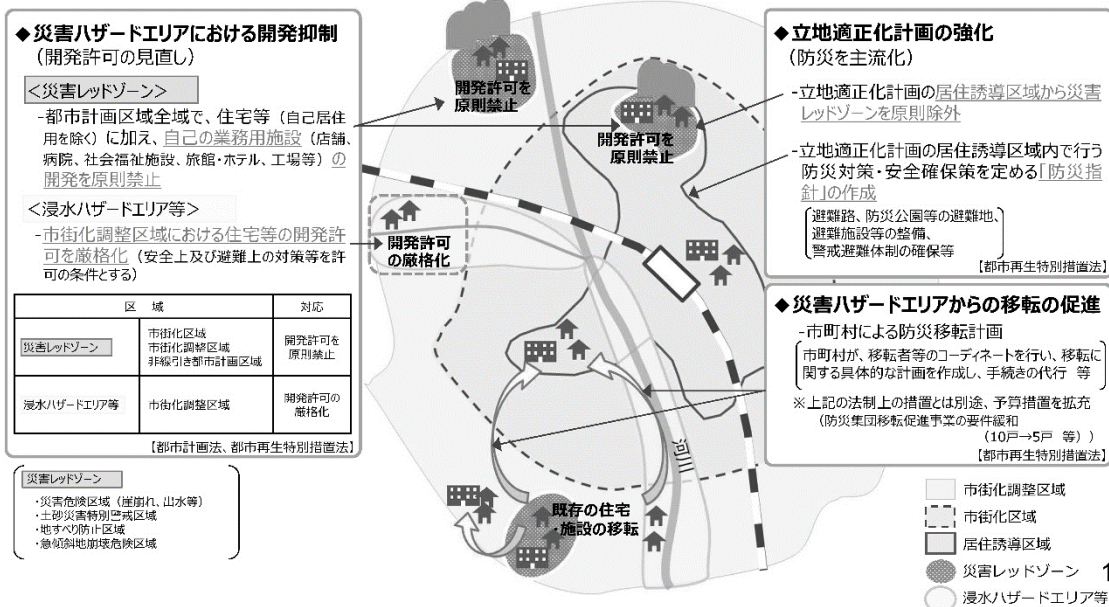 ◆災害ハザードエリアにおける開発抑制
(開発許可の見直し)
<災害レッドゾーン>
-都市計画区域全域で、住宅等（自己居住
用を除く）に加え、自己の業務用施設（店舗、
病院、社会福祉施設、旅館・ホテル、工場等）の
開発を原則禁止
<浸水ハザードエリア等>
-市街化調整区域における住宅等の開発許
可を厳格化（安全上及び避難上の対策等を許
可の条件とする）
区 域
対応
災害レッドゾーン
市街化区域
市街化調整区域
非線引き都市計画区域
開発許可を
原則禁止
浸水ハザードエリア等
市街化調整区域
開発許可の
厳格化
【都市計画法、都市再生特別措置法】
災害レッドゾーン
・災害危険区域（崖崩れ、出水等）
・土砂災害特別警戒区域
・地すべり防止区域
・急傾斜地崩壊危険区域
開発許可を
原則禁止
開発許可を
原則禁止
開発許可
の厳格化
河川
既存の住宅
・施設の移転
◆立地適正化計画の強化
(防災を主流化)
-立地適正化計画の居住誘導区域から災害
レッドゾーンを原則除外
-立地適正化計画の居住誘導区域内で行う
防災対策・安全確保策を定める「防災指
針」の作成
避難路、防災公園等の避難地、
避難施設等の整備、
警戒避難体制の確保等
【都市再生特別措置法】
◆災害ハザードエリアからの移転の促進
-市町村による防災移転計画
市町村が、移転者等のコーディネートを行い、移転に
関する具体的な計画を作成し、手続きの代行 等
※上記の法制上の措置とは別途、予算措置を拡充
（防災集団移転促進事業の要件緩和
（10戸→5戸 等））
【都市再生特別措置法】
市街化調整区域
市街化区域
居住誘導区域
災害レッドゾーン
浸水ハザードエリア等
1